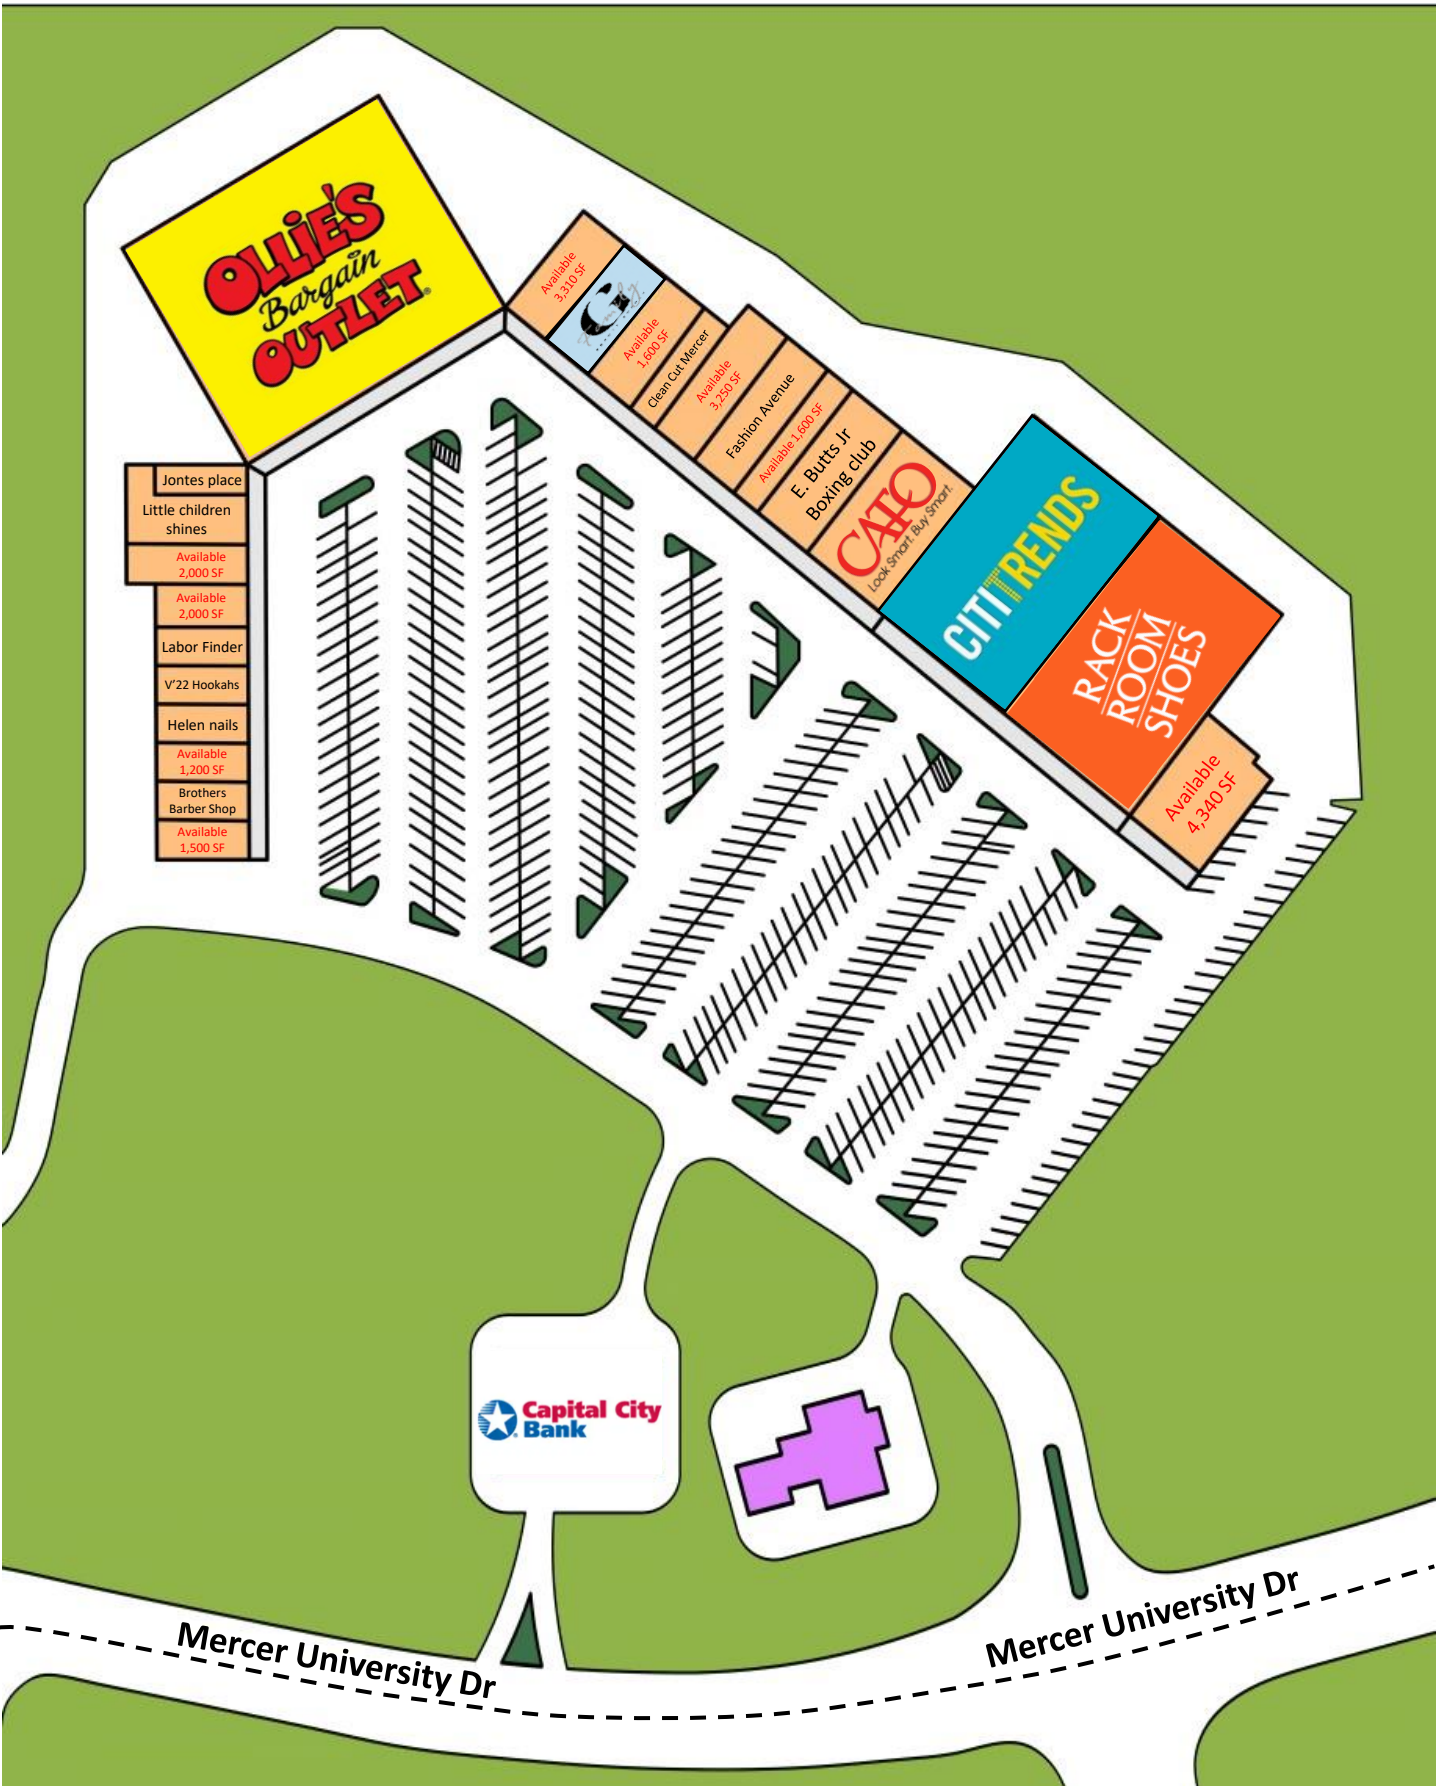 OLLIE'S
Bargain
OUTLET
Available
3,310 SF
Available
1,600 SF
Clean Cut Mercer
Available
3,250 SF
Fashion Avenue
Available 1,600 SF
E. Butts Jr
Boxing club
CATO
Look Smart. Buy Smart.
CITITRENDS
RACK
ROOM
SHOES
Available
4,340 SF
Jontes place
Little children
shines
Available
2,000 SF
Available
2,000 SF
Labor Finder
V'22 Hookahs
Helen nails
Available
1,200 SF
Brothers
Barber Shop
Available
1,500 SF
Capital City
Bank
Mercer University Dr
Mercer University Dr